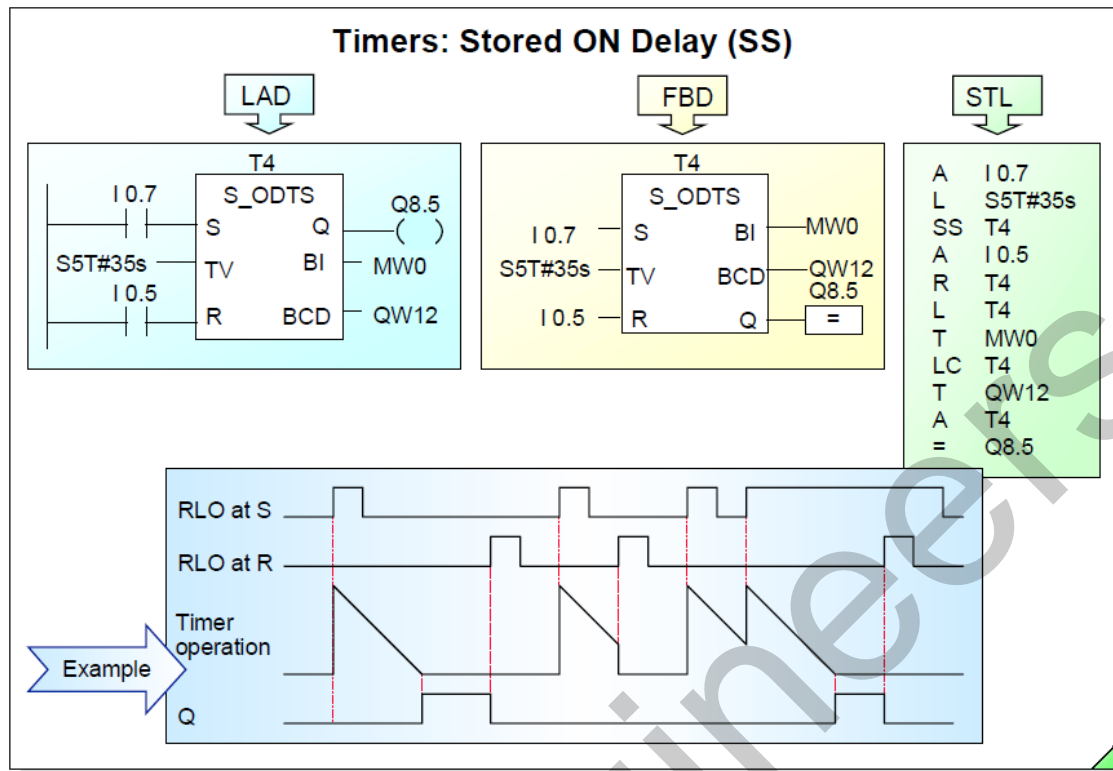 Timers: Stored ON Delay (SS)
LAD
FBD
STL
T4
I 0.7
S_ODTS
Q8.5
S
Q
S5T#35s
TV
BI
MW0
I 0.5
R
BCD
QW12
T4
S_ODTS
I 0.7
S
BI
MW0
S5T#35s
TV
BCD
QW12
Q8.5
I 0.5
R
Q
=
A I 0.7
L S5T#35s
SS T4
A I 0.5
R T4
L T4
T MW0
LC T4
T QW12
A T4
= Q8.5
RLO at S
RLO at R
Timer
operation
Example
Q
ineers